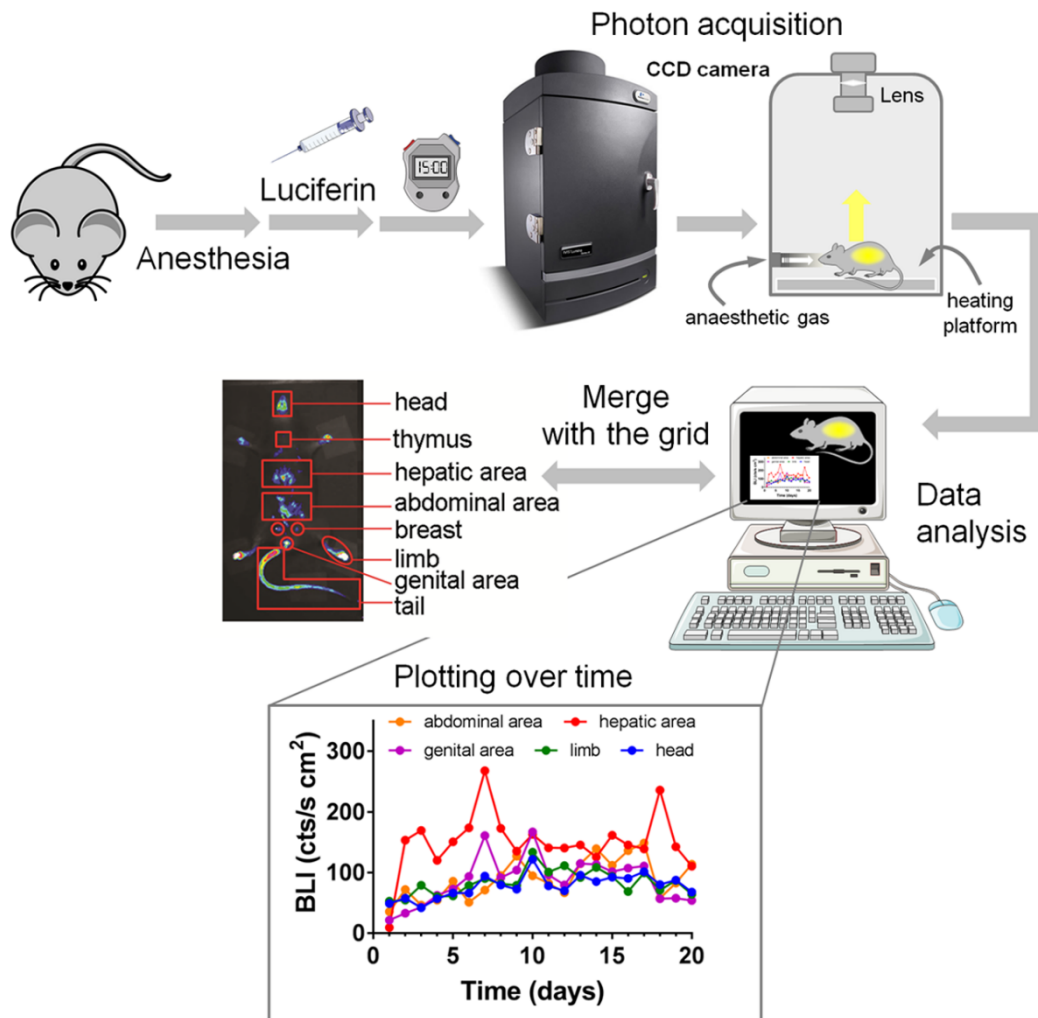 Photon acquisition
CCD camera
Lens
Luciferin
15:00
Anesthesia
anaesthetic gas
heating
platform
head
thymus
hepatic area
abdominal area
breast
limb
genital area
tail
Merge
with the grid
Data
analysis
Plotting over time
abdominal area
hepatic area
genital area
limb
head
BLI (cts/s cm²)
300
200
100
0
0
5
10
15
20
Time (days)
Time (days)